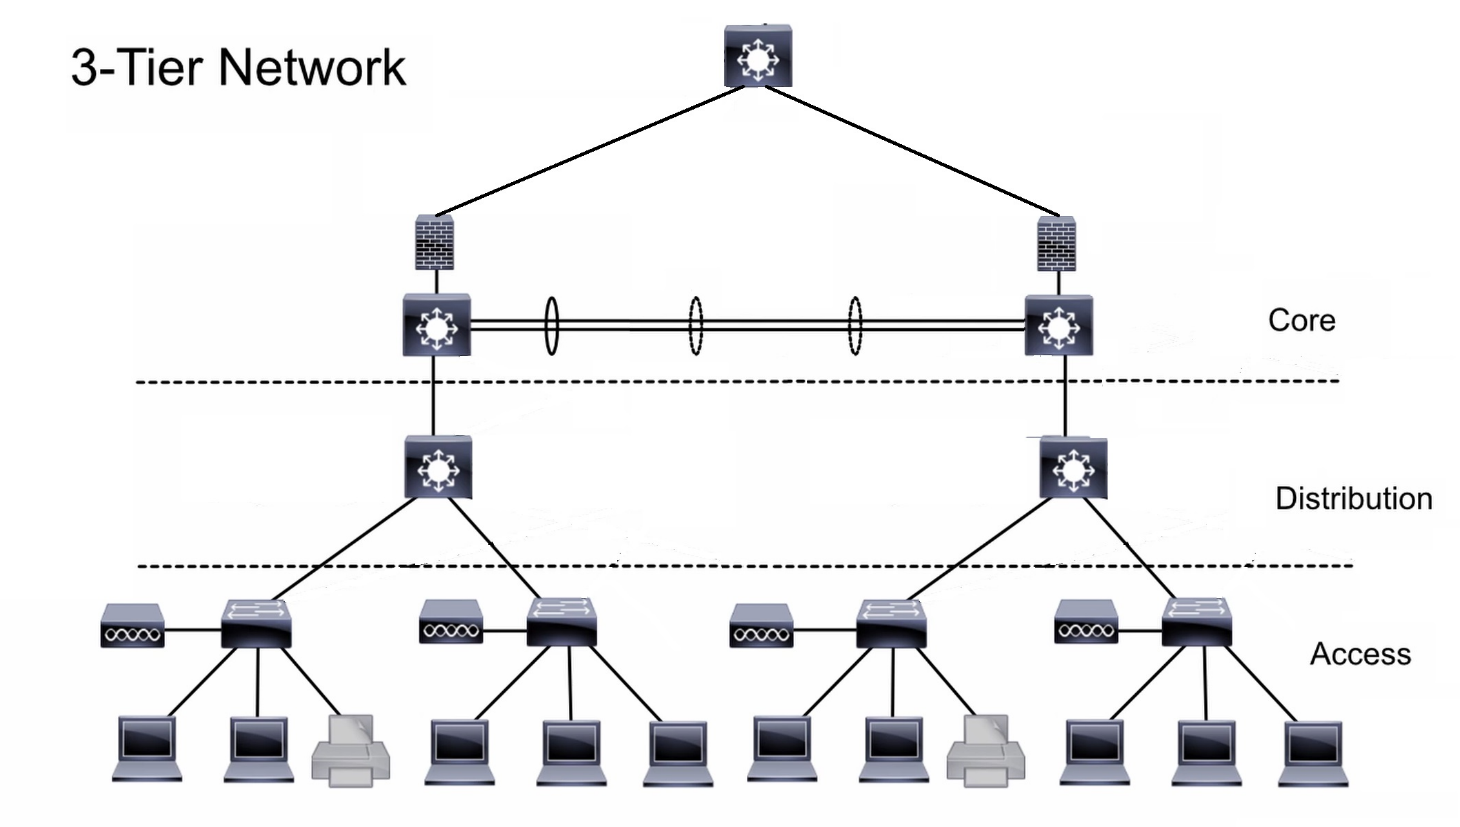 3-Tier Network
Core
Distribution
Access